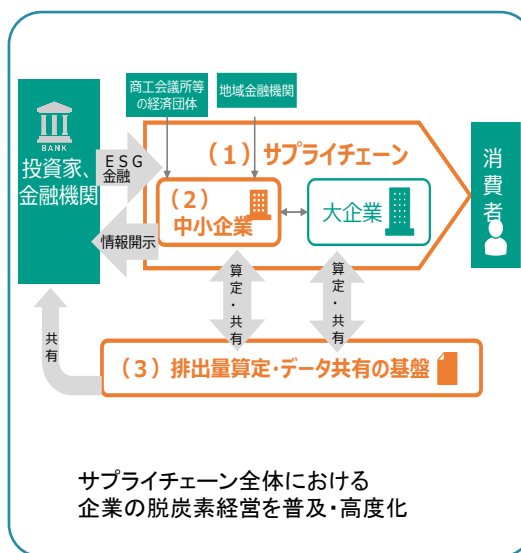 商工会議所等
の経済団体
地域金融機関
BANK
投資家、
金融機関
ESG
金融
情報開示
(1)サプライチェーン
(2)
中小企業
大企業
消費者
算定・共有
算定・共有
共有
(3)排出量算定・データ共有の基盤
サプライチェーン全体における
企業の脱炭素経営を普及・高度化